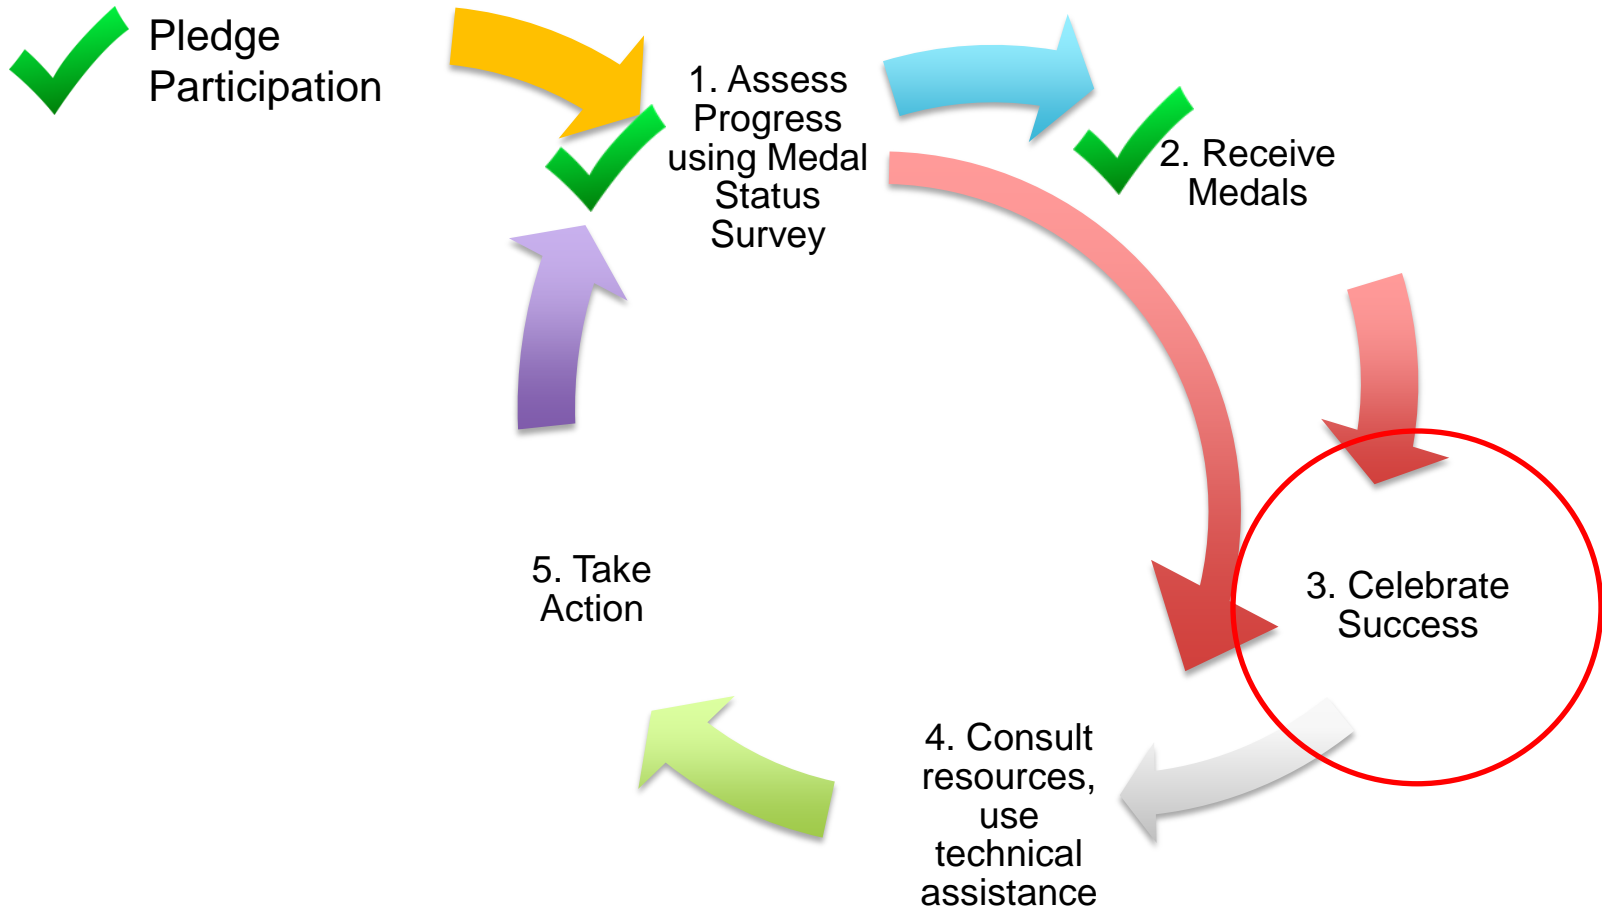 Pledge
Participation
1. Assess
Progress
using Medal
Status
Survey
2. Receive
Medals
3. Celebrate
Success
4. Consult
resources,
use
technical
assistance
5. Take
Action